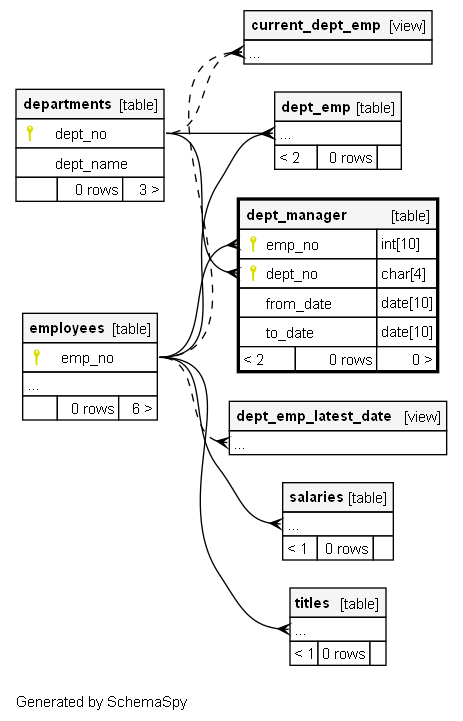 current_dept_emp [view]
...
departments [table]
dept_no
dept_name
0 rows 3 >
dept_emp [table]
...
< 2 0 rows
dept_manager [table]
emp_no int[10]
dept_no char[4]
from_date date[10]
to_date date[10]
< 2 0 rows 0 >
employees [table]
emp_no
...
0 rows 6 >
dept_emp_latest_date [view]
...
salaries [table]
...
< 1 0 rows
titles [table]
...
< 1 0 rows
Generated by SchemaSpy